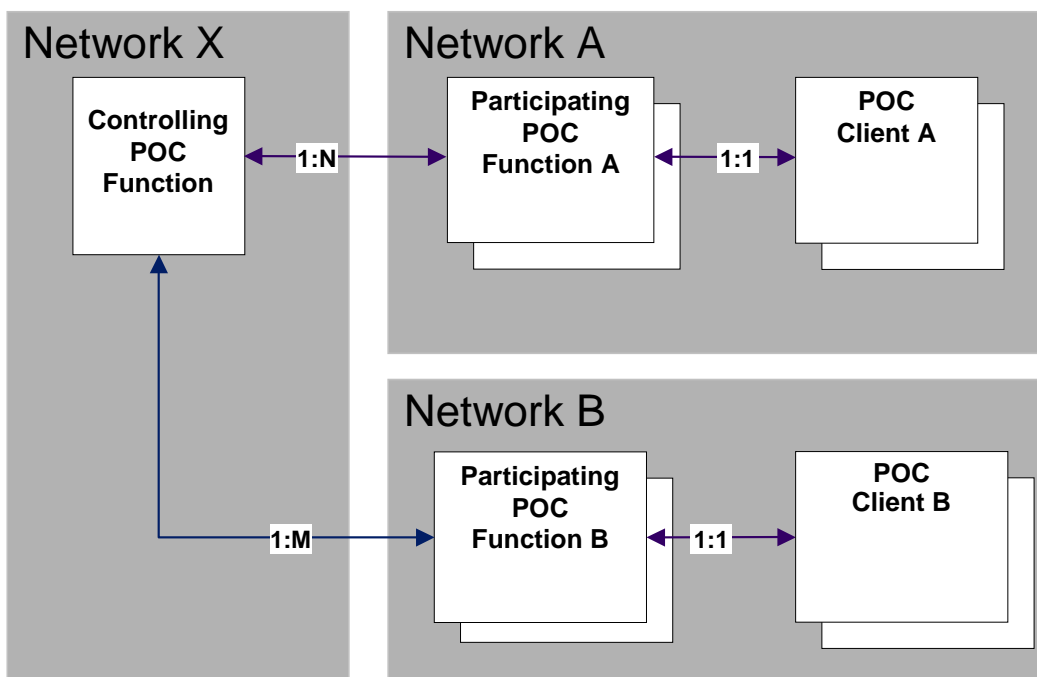 Network X
Controlling
POC
Function
1:N
1:M
Network A
Participating
POC
Function A
1:1
POC
Client A
Network B
Participating
POC
Function B
1:1
POC
Client B